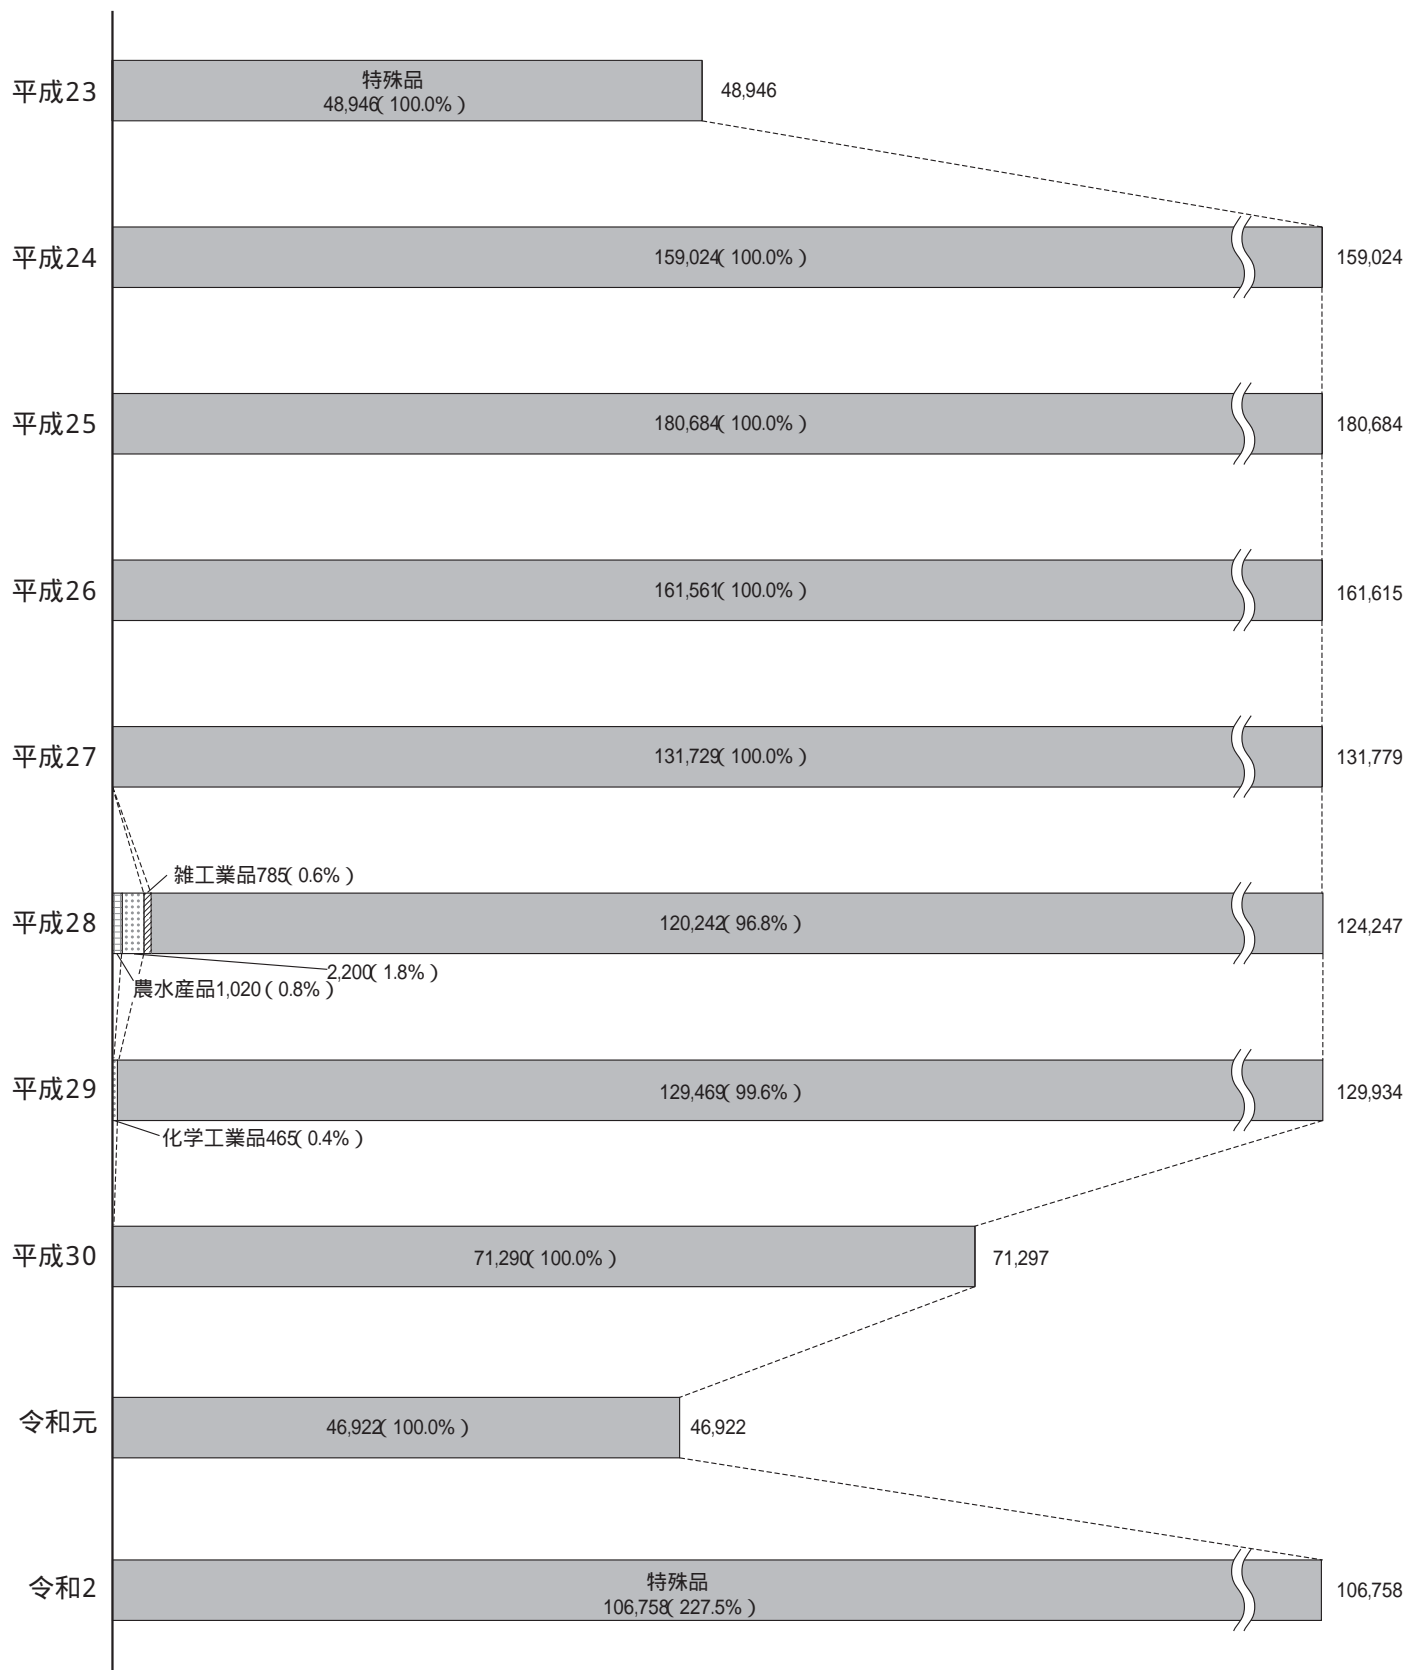 平成23
特殊品
48,946(100.0%)
48,946
平成24
159,024(100.0%)
159,024
平成25
180,684(100.0%)
180,684
平成26
161,561(100.0%)
161,615
平成27
131,729(100.0%)
131,779
雑工業品785(0.6%)
平成28
120,242(96.8%)
124,247
2,200(1.8%)
農水産品1,020(0.8%)
平成29
129,469(99.6%)
129,934
化学工業品465(0.4%)
平成30
71,290(100.0%)
71,297
令和元
46,922(100.0%)
46,922
令和2
特殊品
106,758(227.5%)
106,758